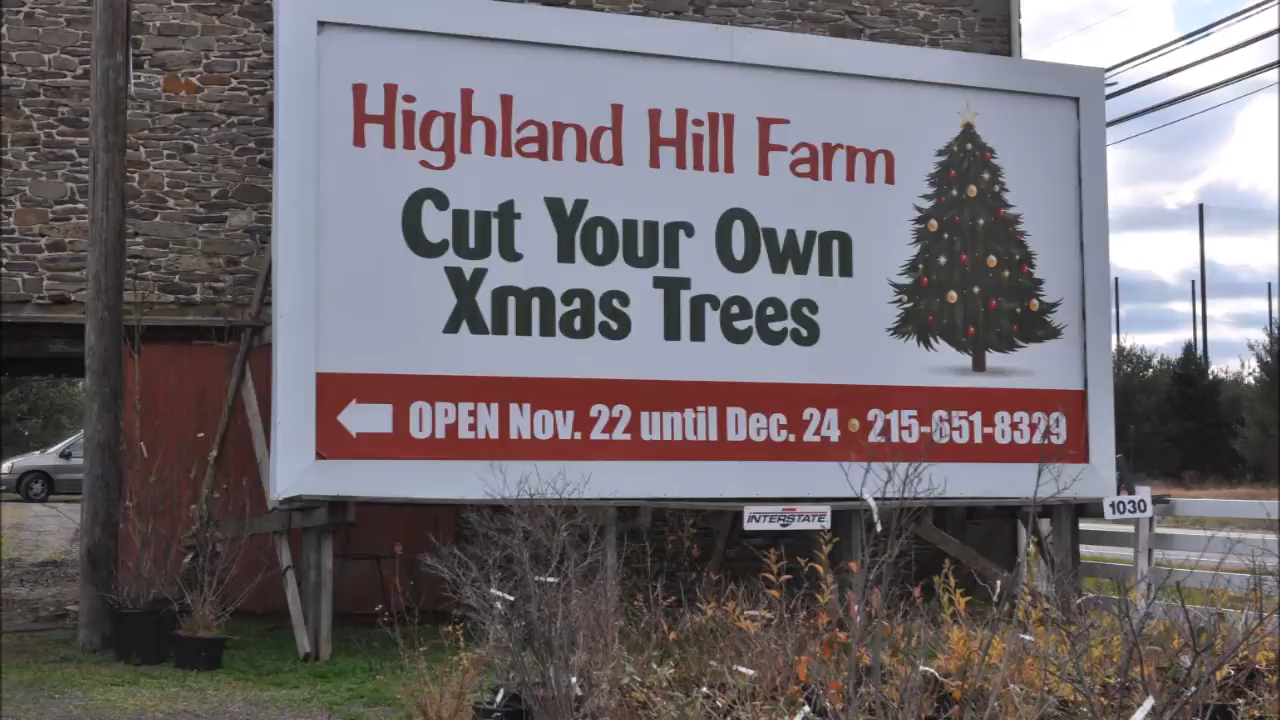 Highland Hill Farm
Cut Your Own
Xmas Trees
OPEN Nov. 22 until Dec. 24 • 215-651-8329
INTERSTATE
1030